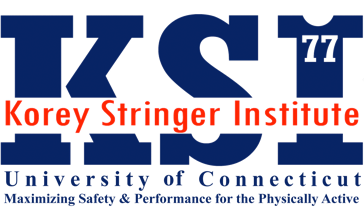 KSI
77
Korey Stringer Institute
University of Connecticut
Maximizing Safety & Performance for the Physically Active